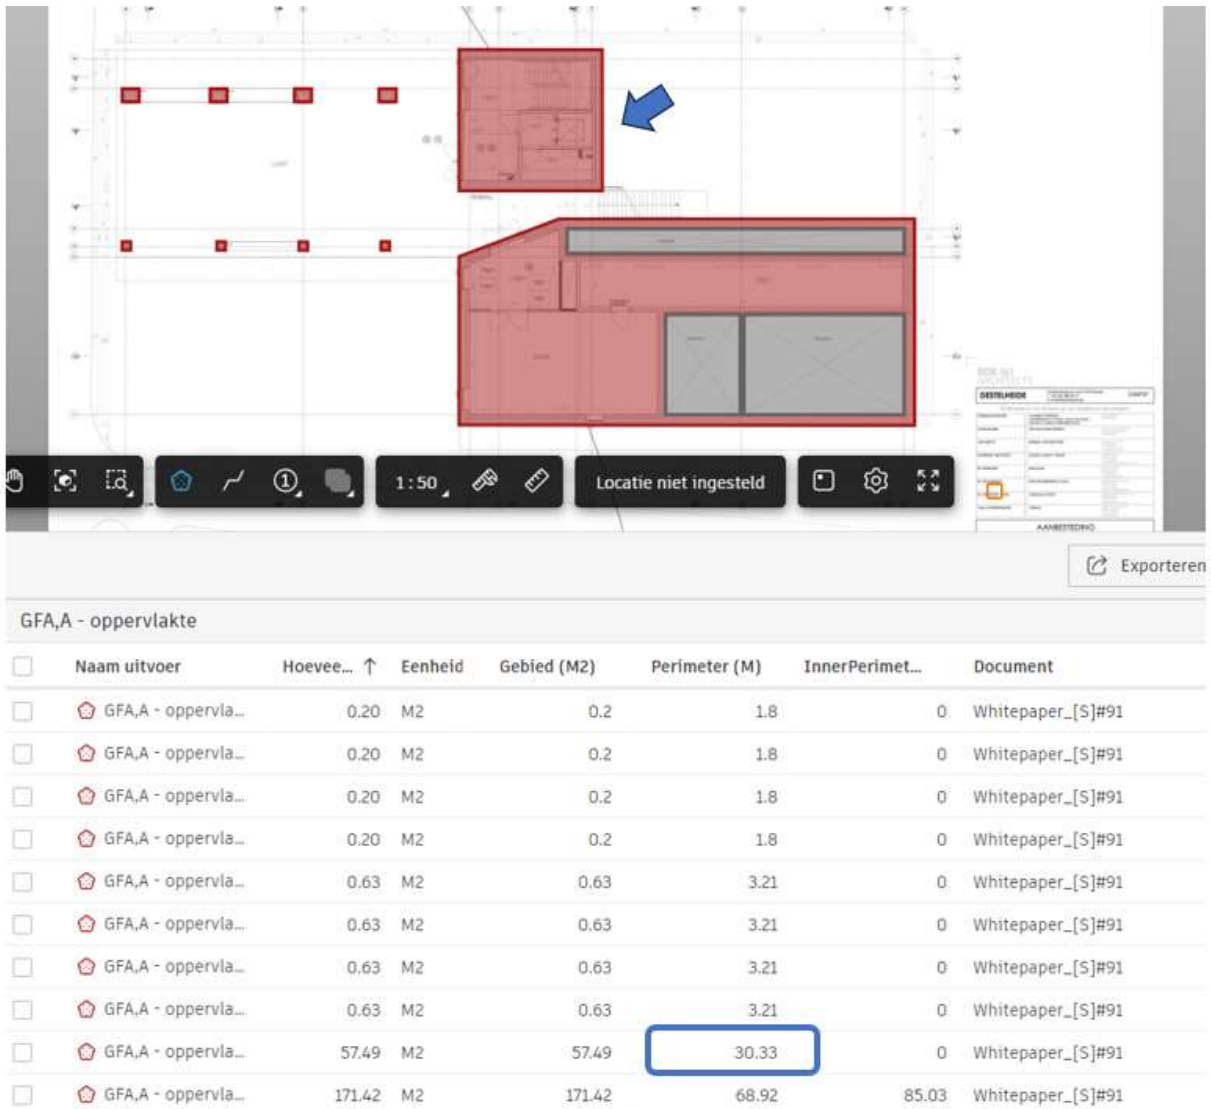 BDR 161
ARCHITECTS
DESTELHEIDE
AANBESTEDING
1:50 Locatie niet ingesteld
Exporteren
GFA,A - oppervlakte
Naam uitvoer Hoevee... ↑ Eenheid Gebied (M2) Perimeter (M) InnerPerimet... Document
GFA,A - oppervla... 0.20 M2 0.2 1.8 0 Whitepaper_[S]#91
GFA,A - oppervla... 0.20 M2 0.2 1.8 0 Whitepaper_[S]#91
GFA,A - oppervla... 0.20 M2 0.2 1.8 0 Whitepaper_[S]#91
GFA,A - oppervla... 0.20 M2 0.2 1.8 0 Whitepaper_[S]#91
GFA,A - oppervla... 0.63 M2 0.63 3.21 0 Whitepaper_[S]#91
GFA,A - oppervla... 0.63 M2 0.63 3.21 0 Whitepaper_[S]#91
GFA,A - oppervla... 0.63 M2 0.63 3.21 0 Whitepaper_[S]#91
GFA,A - oppervla... 0.63 M2 0.63 3.21 0 Whitepaper_[S]#91
GFA,A - oppervla... 57.49 M2 57.49 30.33 0 Whitepaper_[S]#91
GFA,A - oppervla... 171.42 M2 171.42 68.92 85.03 Whitepaper_[S]#91